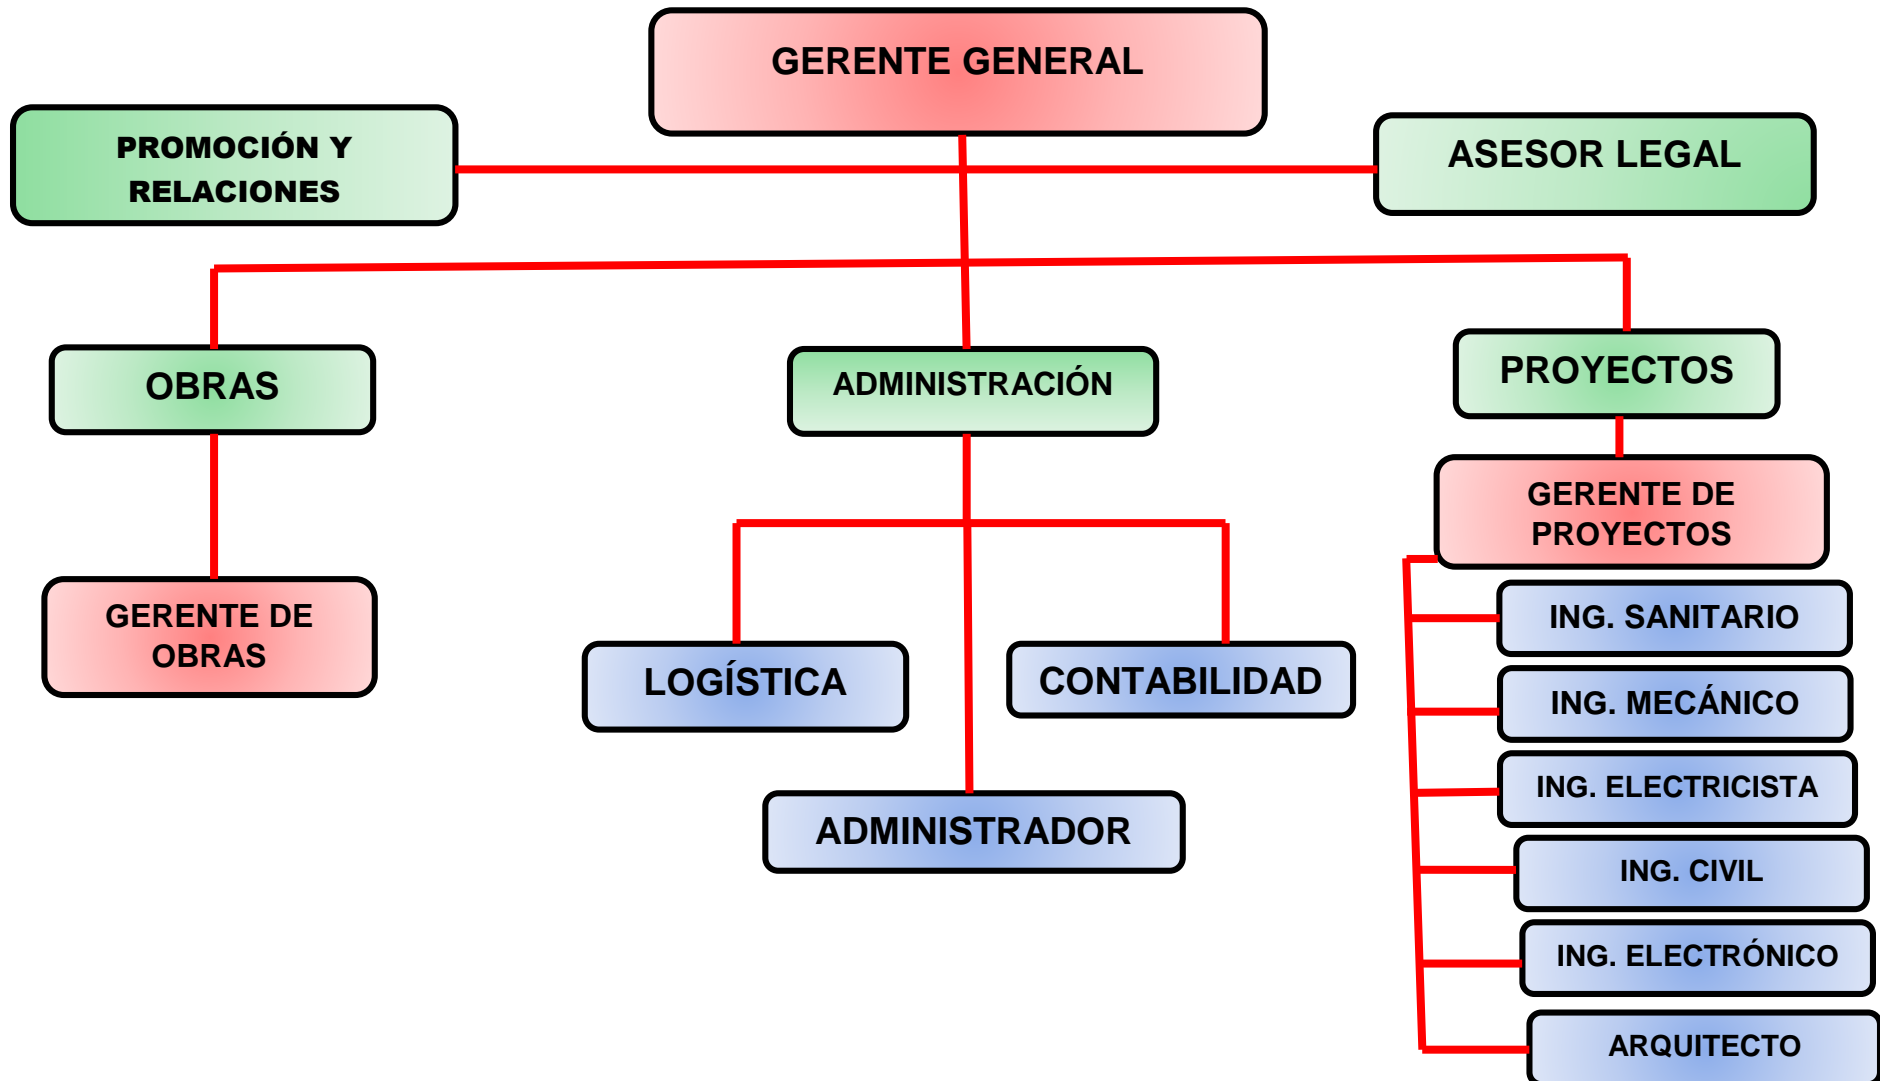 GERENTE GENERAL
PROMOCIÓN Y
RELACIONES
ASESOR LEGAL
OBRAS
ADMINISTRACIÓN
PROYECTOS
GERENTE DE
PROYECTOS
GERENTE DE
OBRAS
LOGÍSTICA
CONTABILIDAD
ADMINISTRADOR
ING. SANITARIO
ING. MECÁNICO
ING. ELECTRICISTA
ING. CIVIL
ING. ELECTRÓNICO
ARQUITECTO